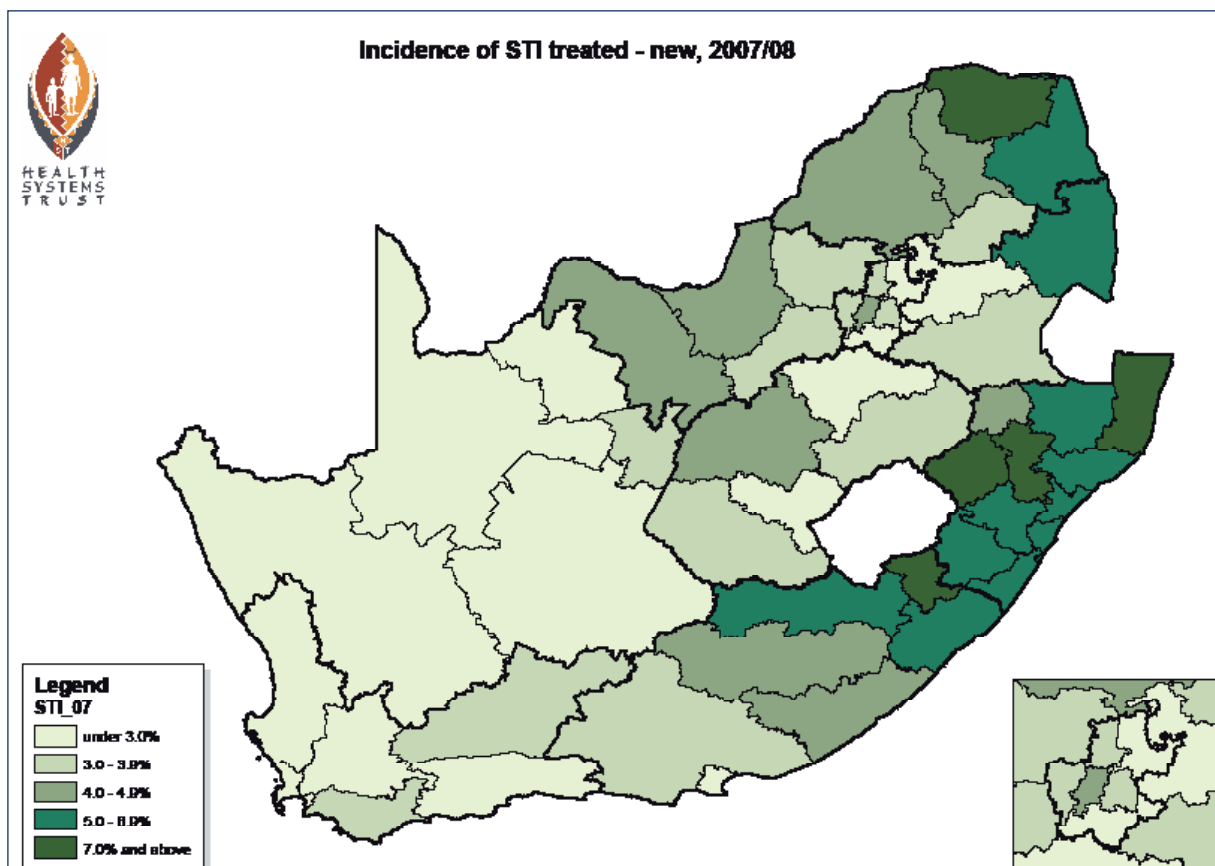 Incidence of STI treated - new, 2007/08
HEALTH
SYSTEMS
TRUST
Legend
STI_07
under 3.0%
3.0 - 3.9%
4.0 - 4.9%
5.0 - 6.9%
7.0% and above